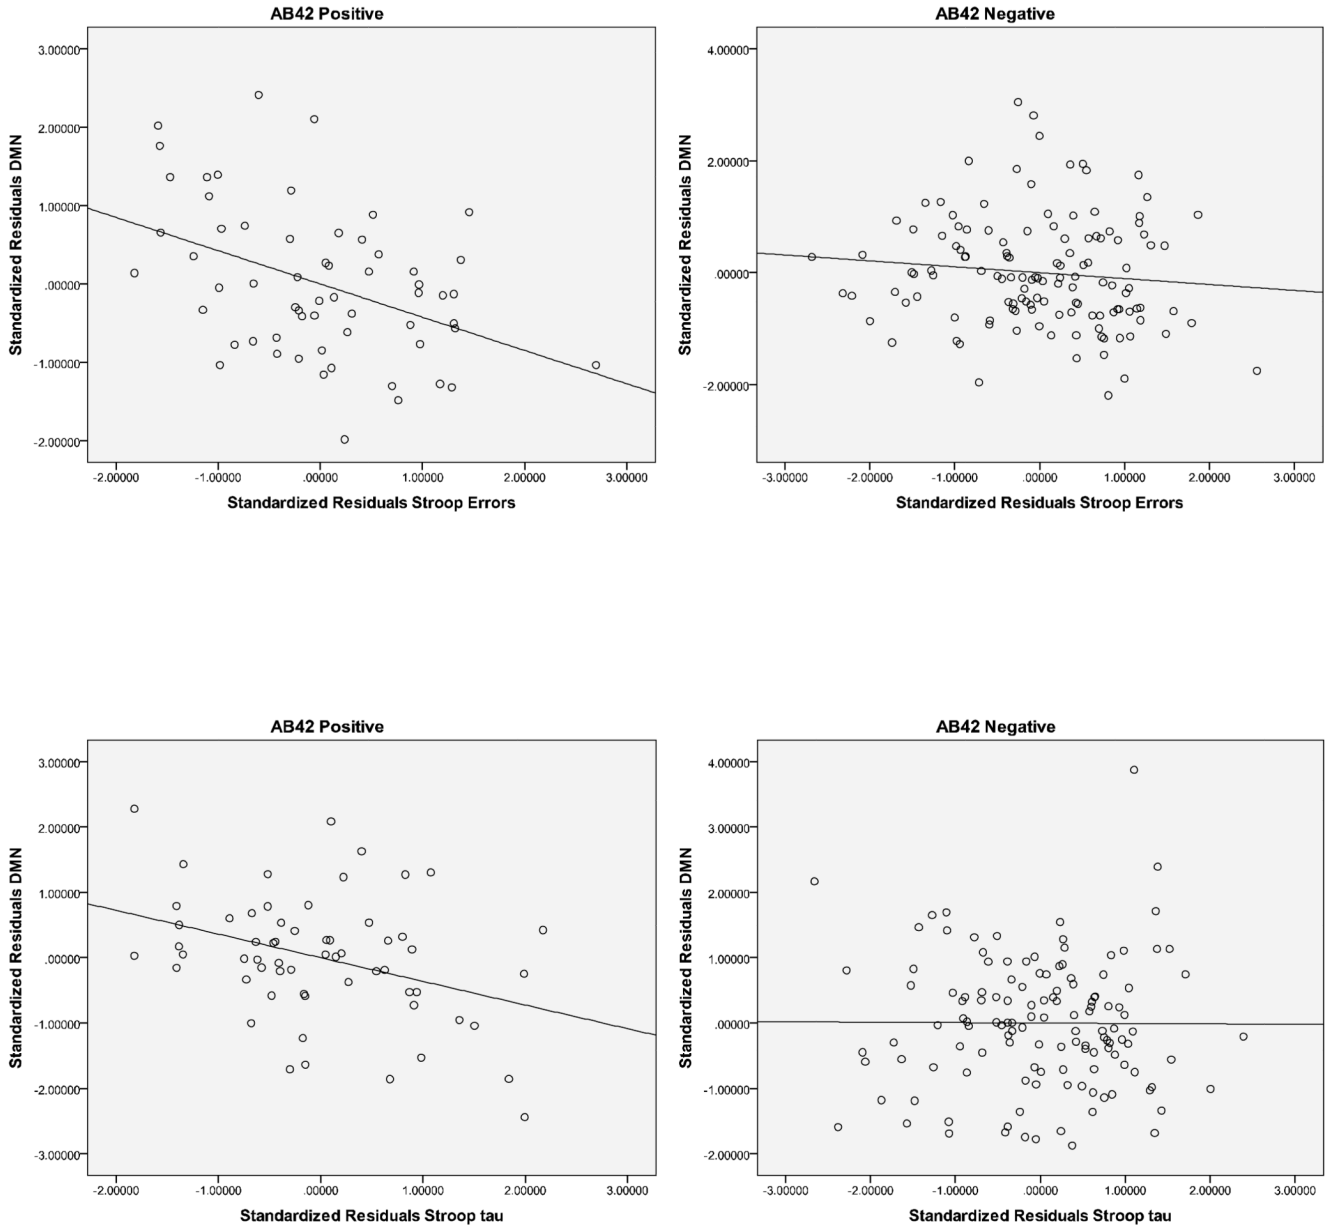 AB42 Positive
3.00000
2.00000
1.00000
.00000
-1.00000
-2.00000
Standardized Residuals DMN
-2.00000 -1.00000 .00000 1.00000 2.00000 3.00000
Standardized Residuals Stroop Errors
AB42 Negative
4.00000
2.00000
.00000
-2.00000
Standardized Residuals DMN
-3.00000 -2.00000 -1.00000 .00000 1.00000 2.00000 3.00000
Standardized Residuals Stroop Errors
AB42 Positive
3.00000
2.00000
1.00000
.00000
-1.00000
-2.00000
-3.00000
Standardized Residuals DMN
-2.00000 -1.00000 .00000 1.00000 2.00000 3.00000
Standardized Residuals Stroop tau
AB42 Negative
4.00000
3.00000
2.00000
1.00000
.00000
-1.00000
-2.00000
Standardized Residuals DMN
-3.00000 -2.00000 -1.00000 .00000 1.00000 2.00000 3.00000
Standardized Residuals Stroop tau